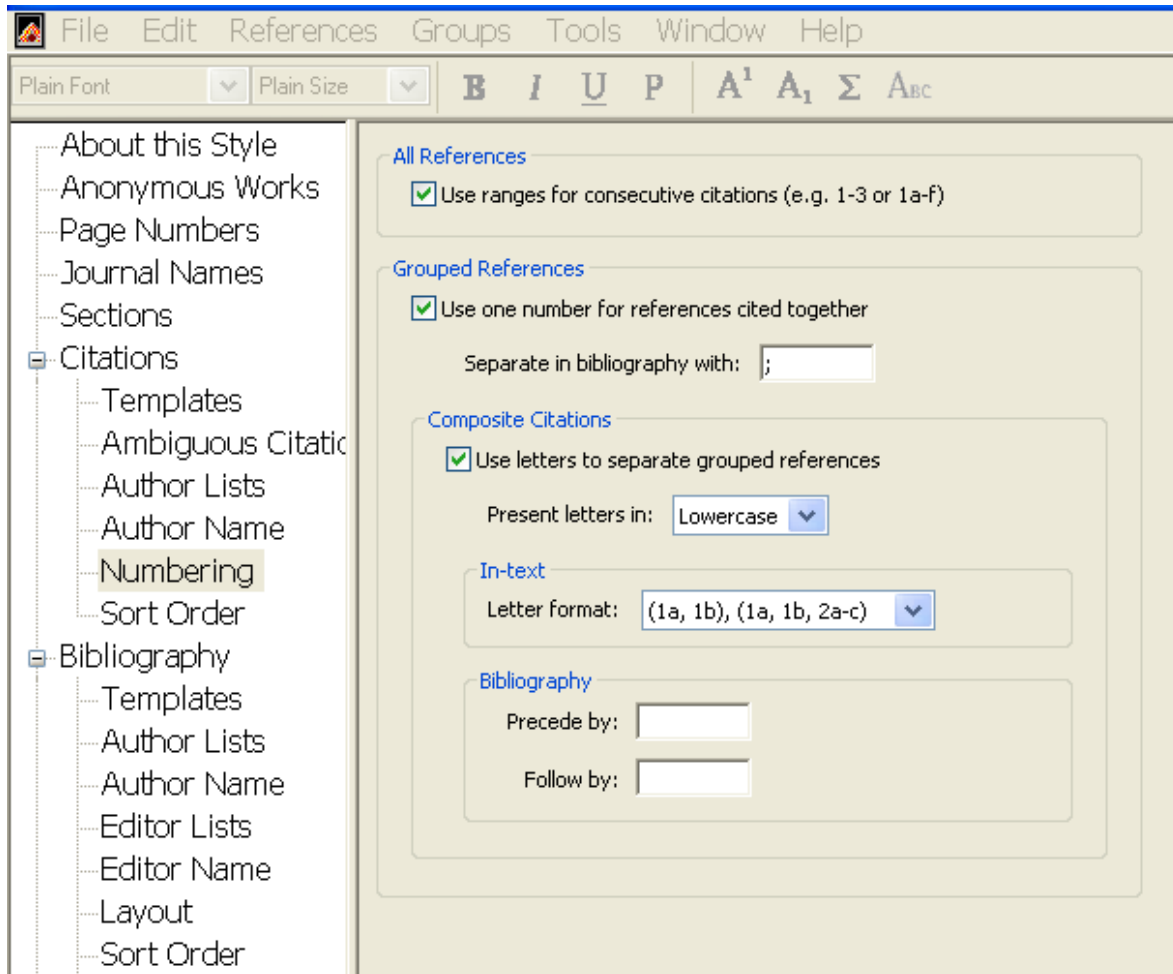 File Edit References Groups Tools Window Help
Plain Font Plain Size B I U P A¹ A₁ Σ ABC
About this Style
Anonymous Works
Page Numbers
Journal Names
Sections
Citations
Templates
Ambiguous Citatic
Author Lists
Author Name
Numbering
Sort Order
Bibliography
Templates
Author Lists
Author Name
Editor Lists
Editor Name
Layout
Sort Order
All References
Use ranges for consecutive citations (e.g. 1-3 or 1a-f)
Grouped References
Use one number for references cited together
Separate in bibliography with: ;
Composite Citations
Use letters to separate grouped references
Present letters in: Lowercase
In-text
Letter format: (1a, 1b), (1a, 1b, 2a-c)
Bibliography
Precede by:
Follow by: